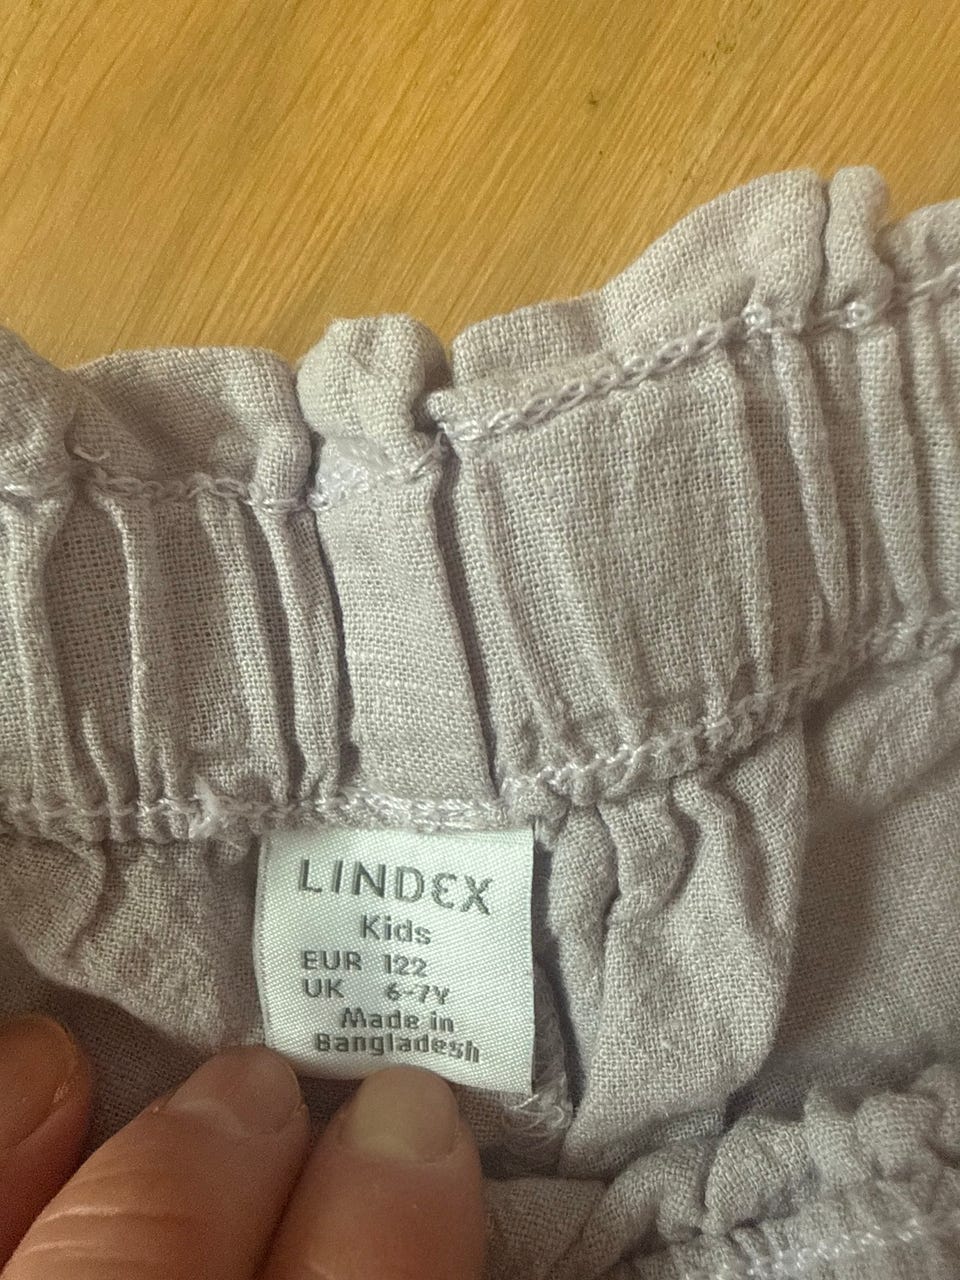 LINDEX
Kids
EUR 122
UK 6-7Y
Made in
Bangladesh